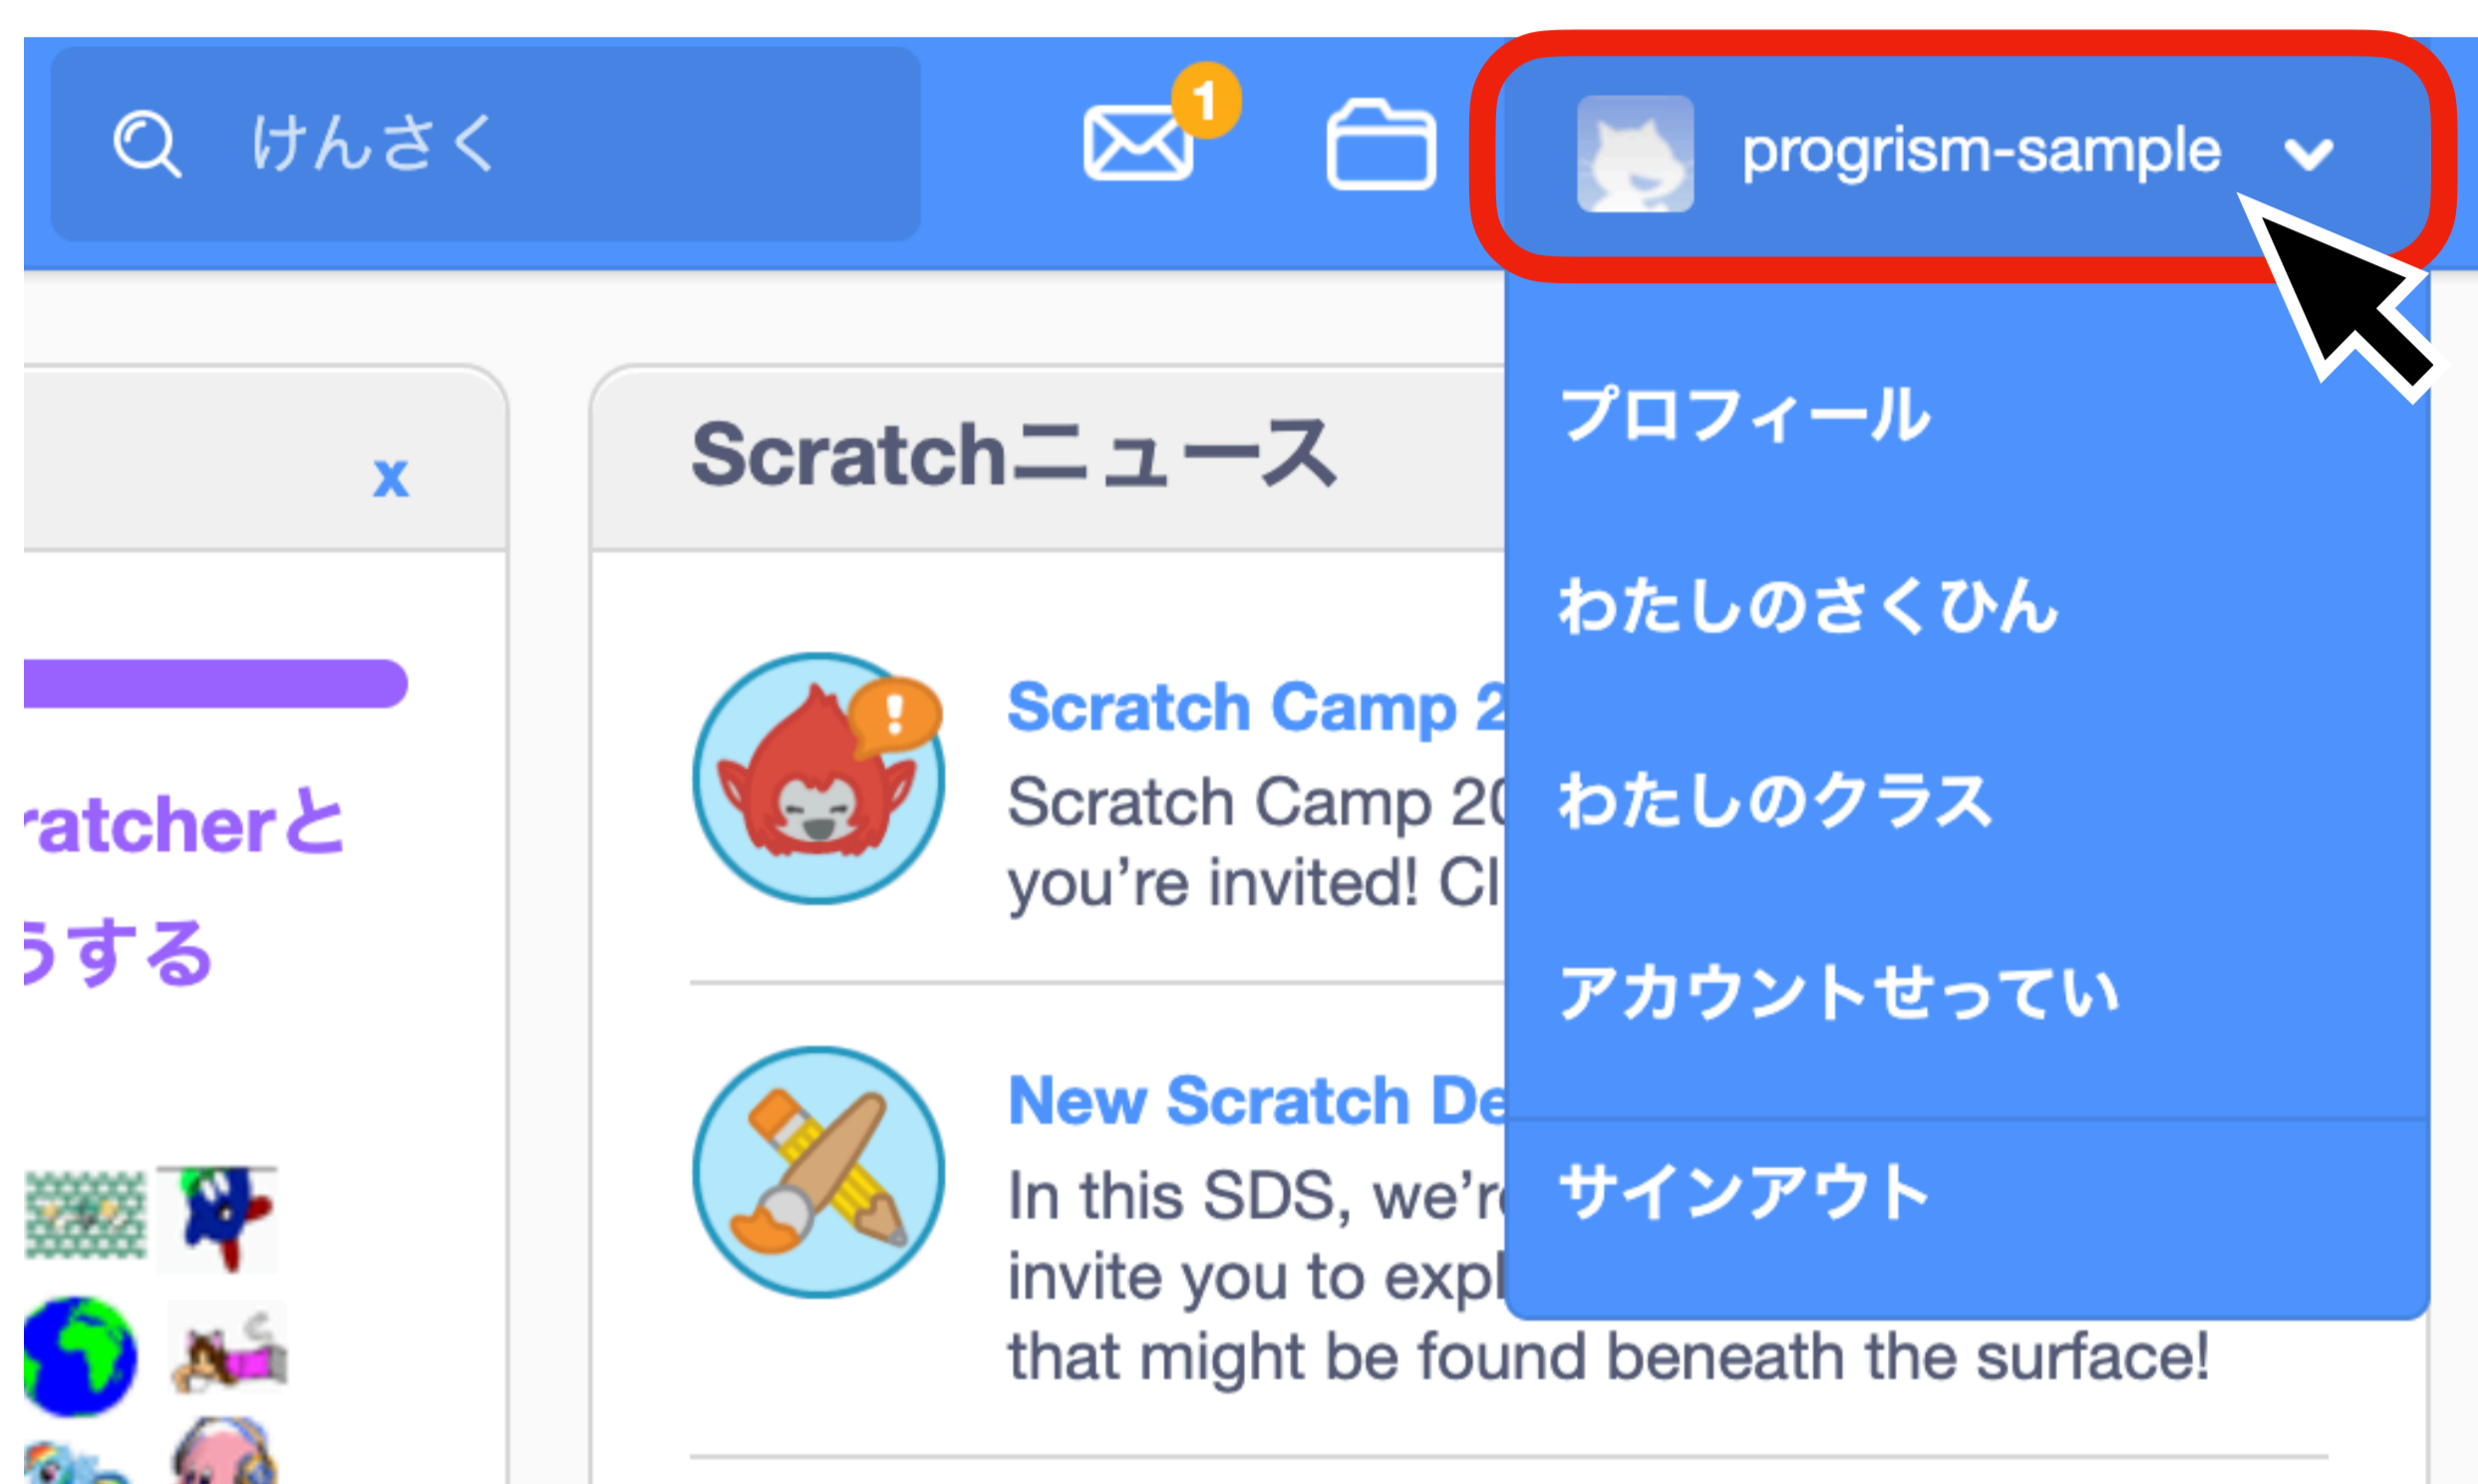 けんさく
1
progrism-sample
x
Scratchニュース
プロフィール
わたしのさくひん
わたしのクラス
アカウントせってい
サインアウト
ratcherと
うする
Scratch Camp 2
Scratch Camp 20
you’re invited! Cl
New Scratch De
In this SDS, we’re
invite you to expl
that might be found beneath the surface!